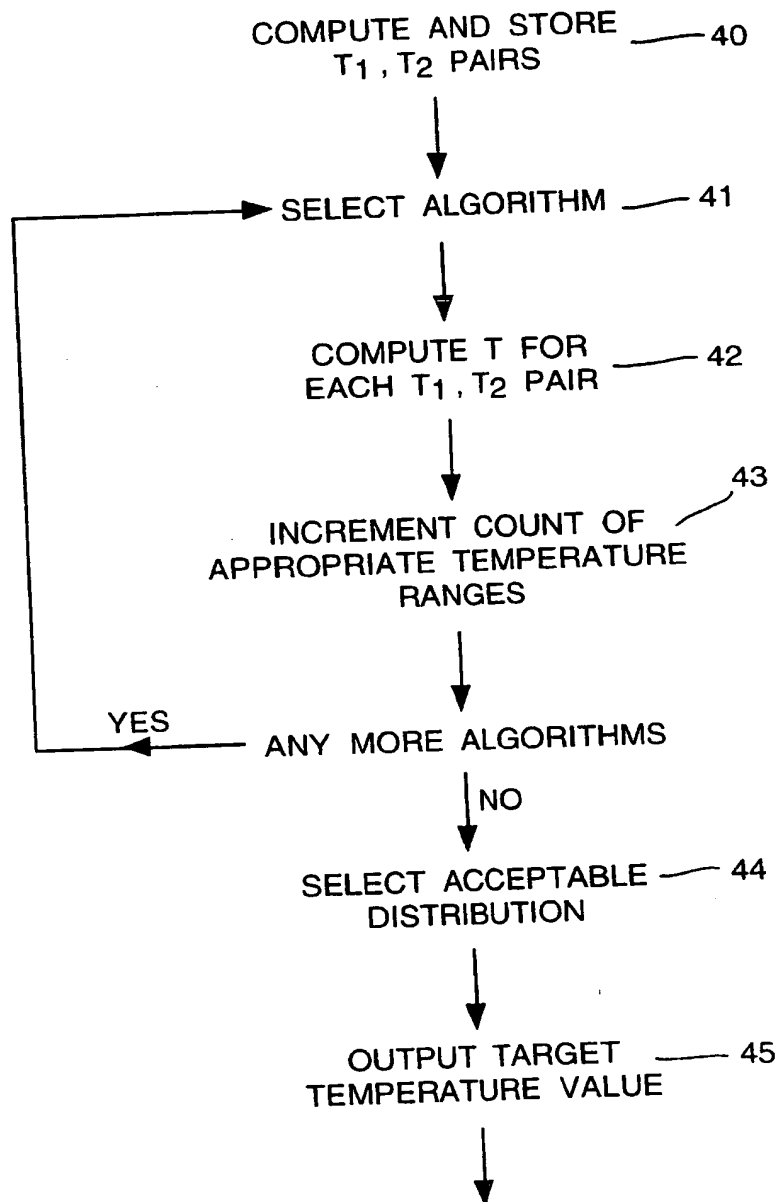 COMPUTE AND STORE 40
T1, T2 PAIRS
SELECT ALGORITHM 41
COMPUTE T FOR 42
EACH T1, T2 PAIR
43
INCREMENT COUNT OF
APPROPRIATE TEMPERATURE
RANGES
YES
ANY MORE ALGORITHMS
NO
SELECT ACCEPTABLE 44
DISTRIBUTION
OUTPUT TARGET 45
TEMPERATURE VALUE